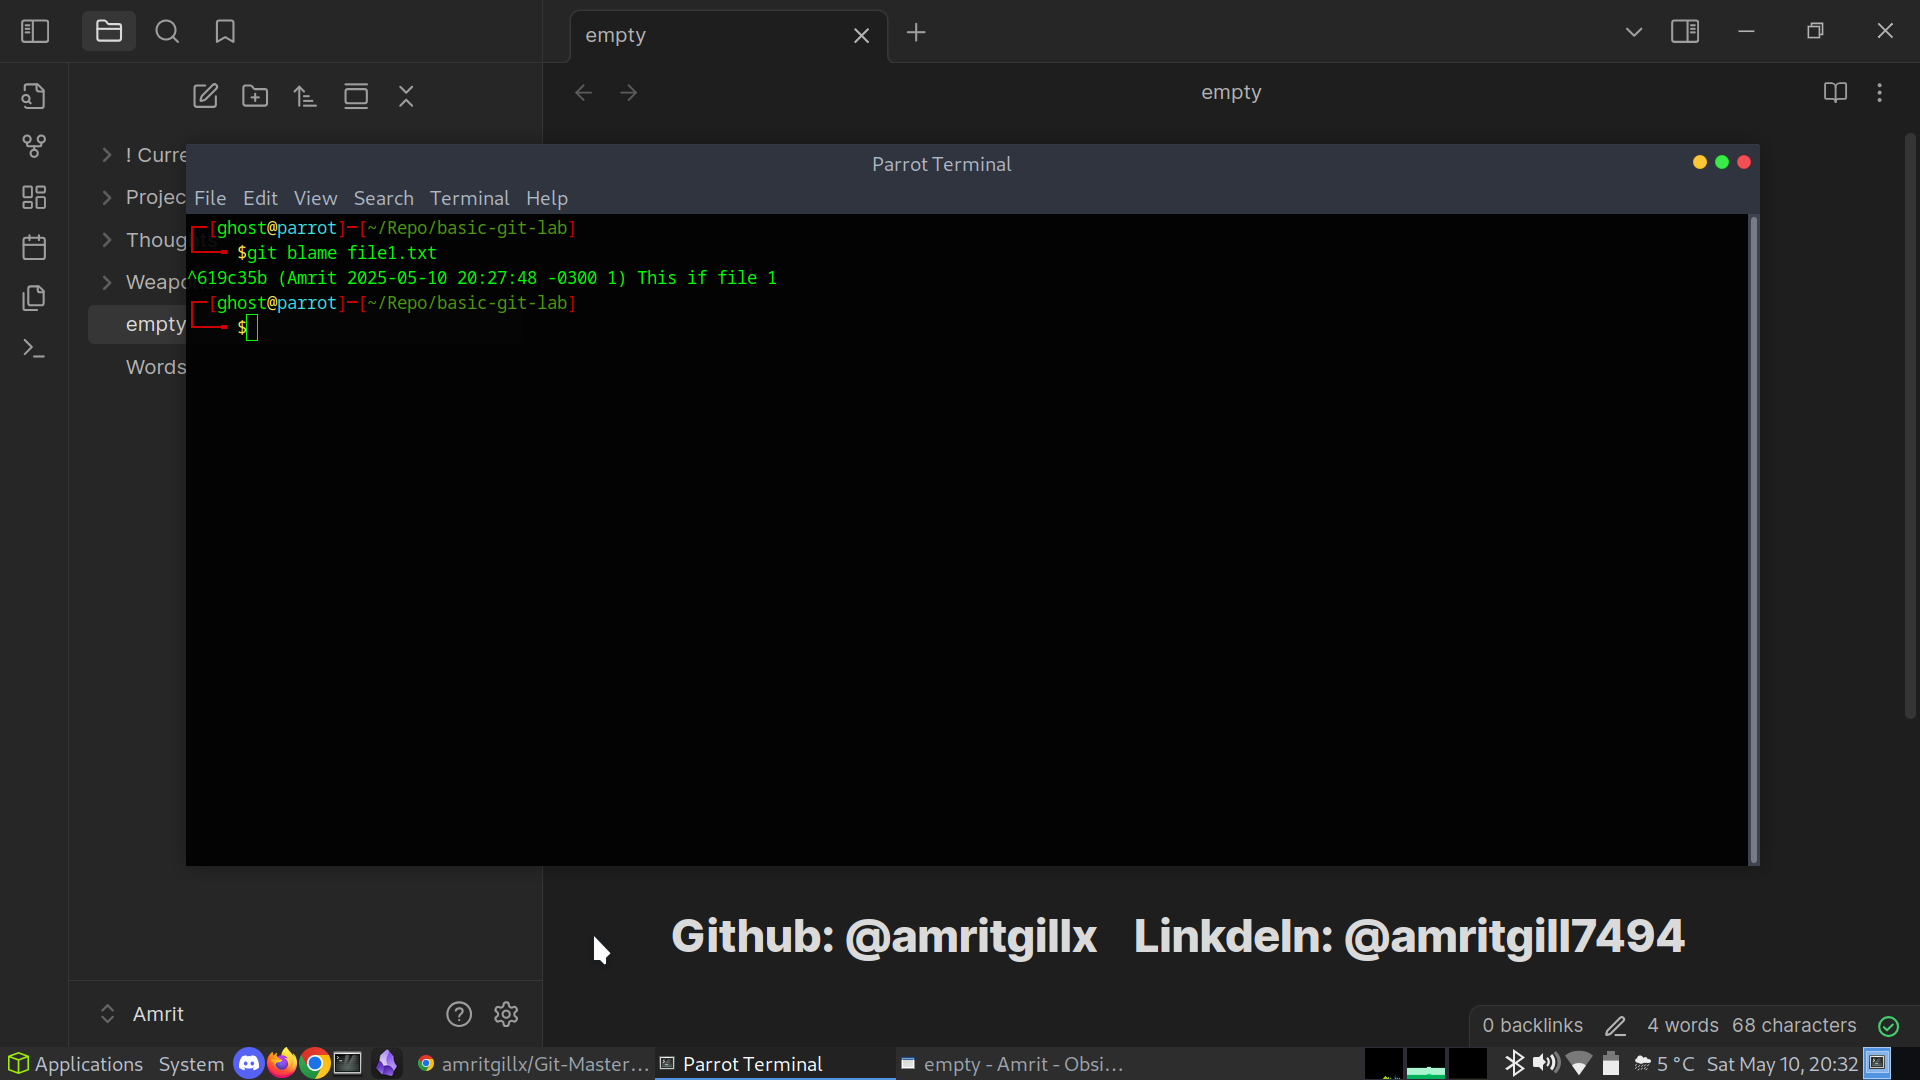 empty
empty
! Curre
Projec
Thoughts
Weapo
empty
Words
Parrot Terminal
File Edit View Search Terminal Help
[ghost@parrot]─[~/Repo/basic-git-lab]
$git blame file1.txt
^619c35b (Amrit 2025-05-10 20:27:48 -0300 1) This if file 1
[ghost@parrot]─[~/Repo/basic-git-lab]
$
Github: @amritgillx Linkdeln: @amritgill7494
Amrit
0 backlinks 4 words 68 characters
Applications System amritgillx/Git-Master... Parrot Terminal empty - Amrit - Obsi... 5 °C Sat May 10, 20:32